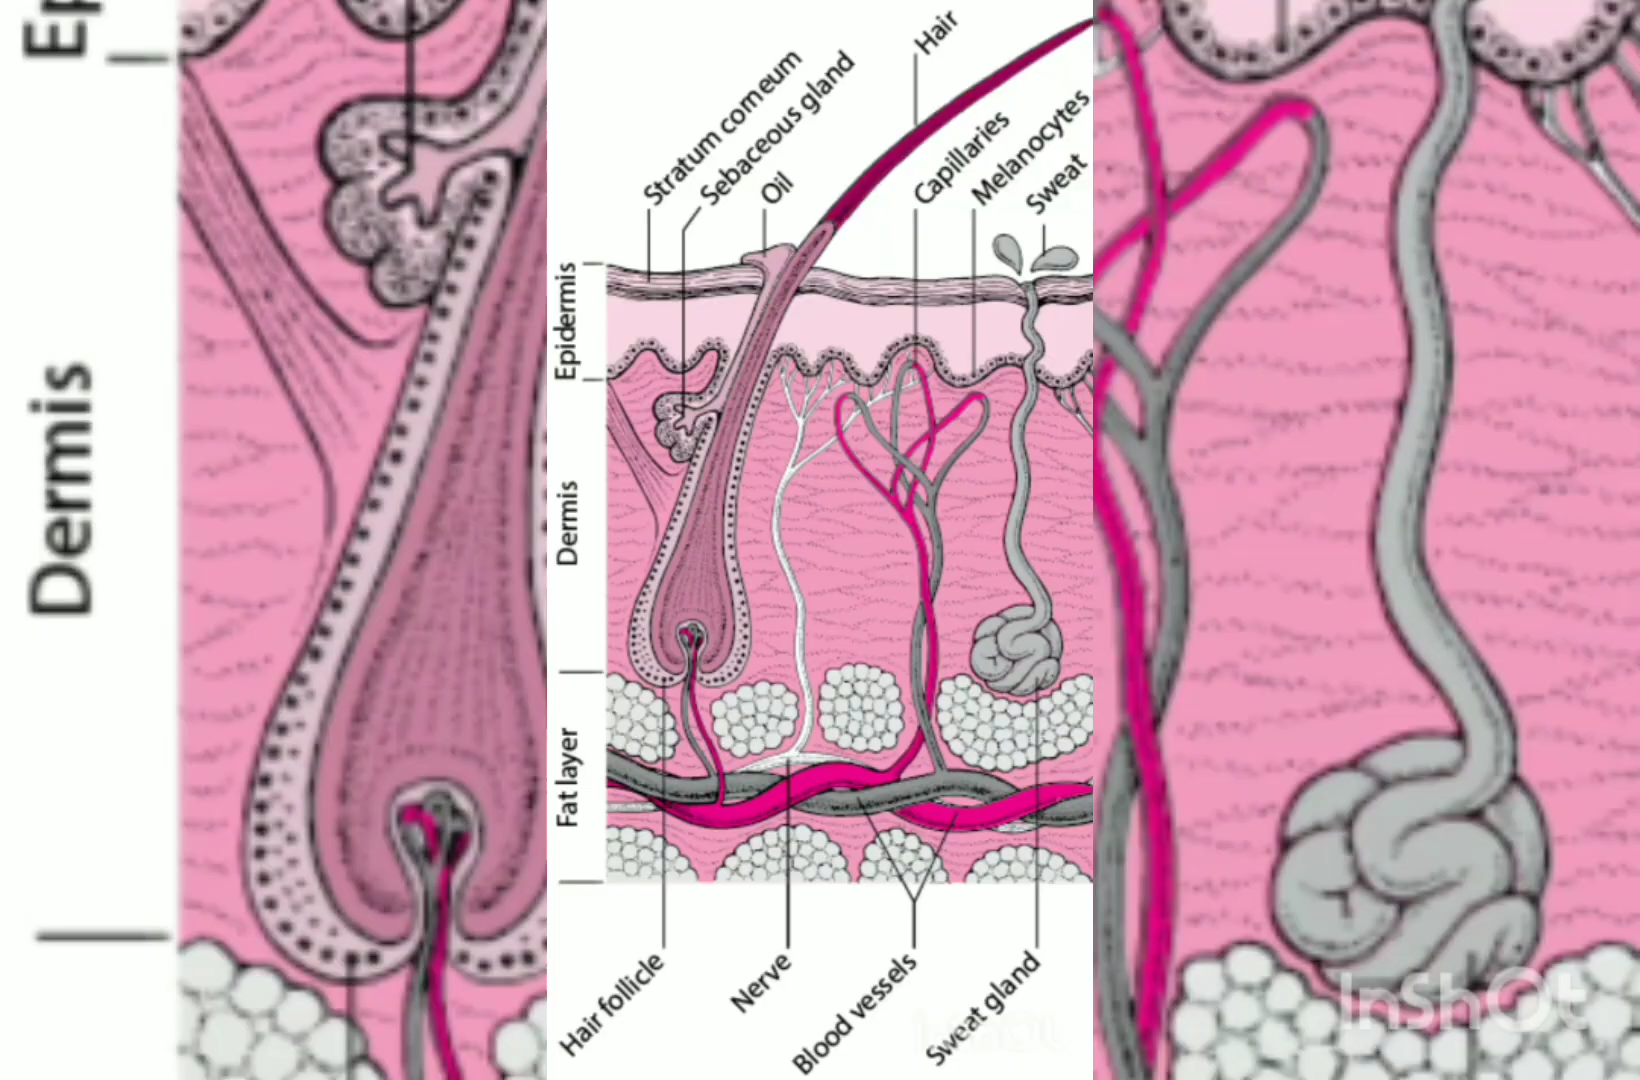 Ep
Dermis
Stratum corneum
Sebaceous gland
Oil
Hair
Capillaries
Melanocytes
Sweat
Epidermis
Dermis
Fat layer
Hair follicle
Nerve
Blood vessels
Sweat gland
InShOt
InShOt